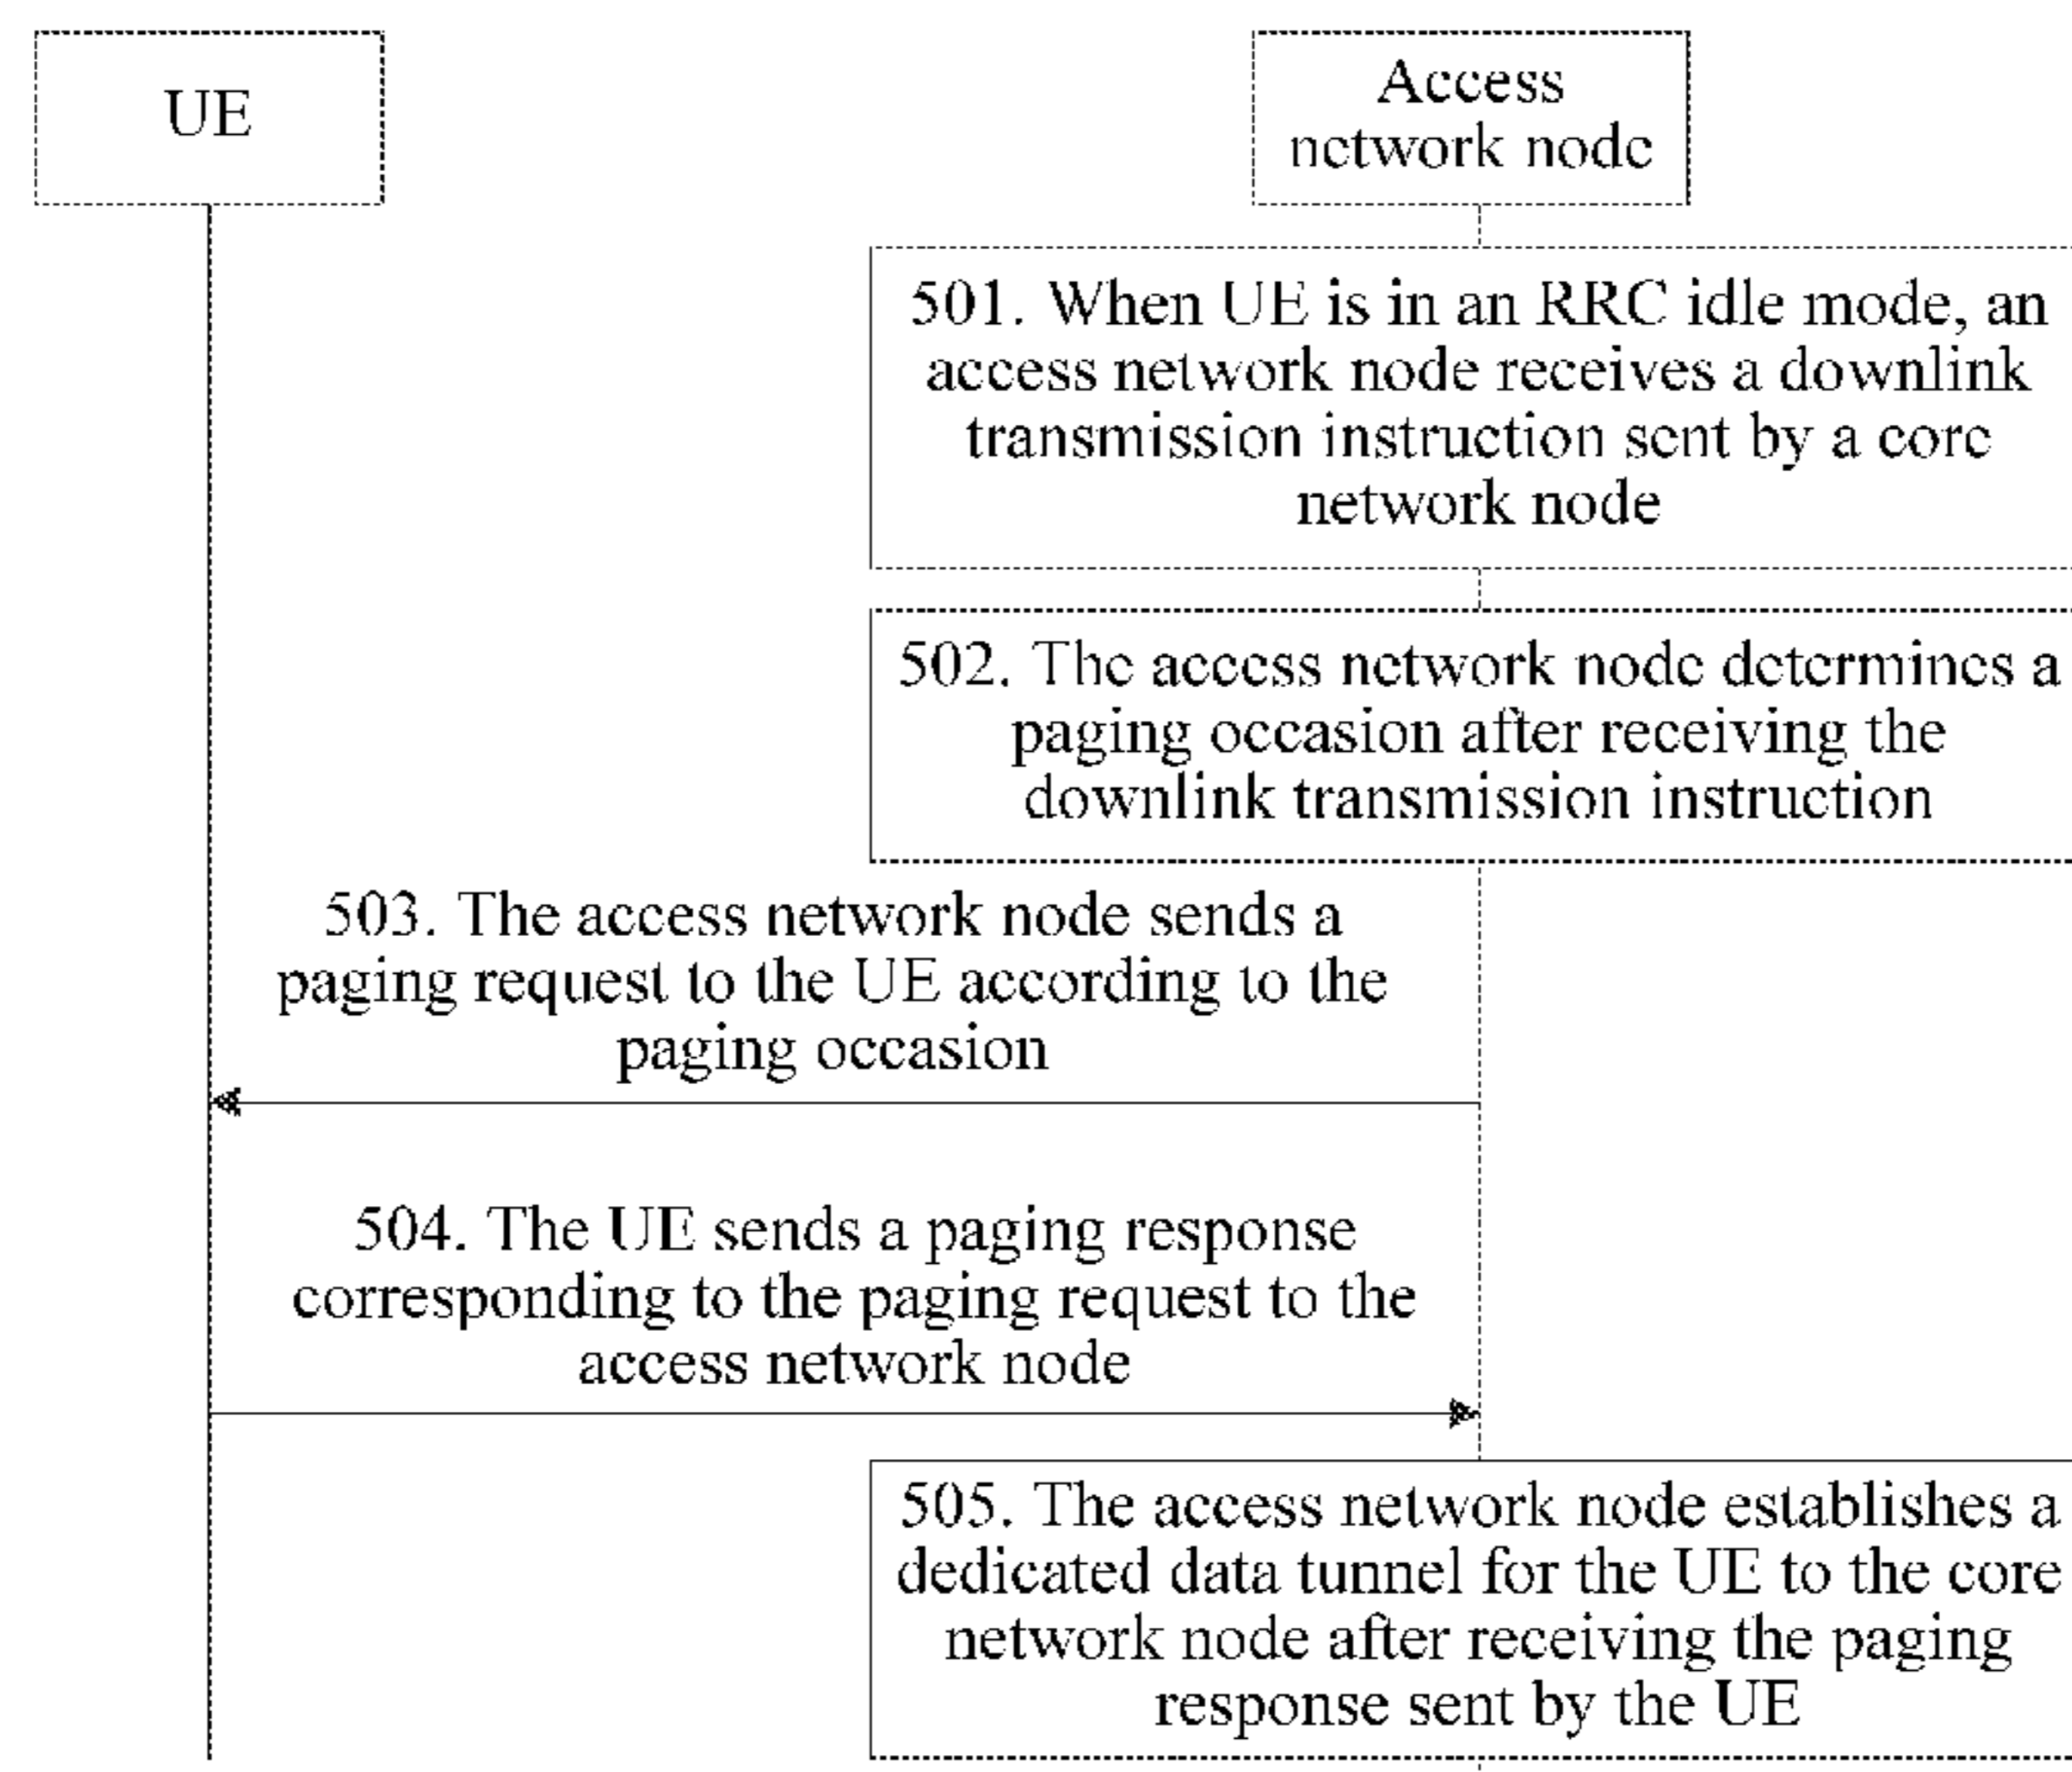 UE
Access
network node
501. When UE is in an RRC idle mode, an
access network node receives a downlink
transmission instruction sent by a core
network node
502. The access network node determines a
paging occasion after receiving the
downlink transmission instruction
503. The access network node sends a
paging request to the UE according to the
paging occasion
504. The UE sends a paging response
corresponding to the paging request to the
access network node
505. The access network node establishes a
dedicated data tunnel for the UE to the core
network node after receiving the paging
response sent by the UE